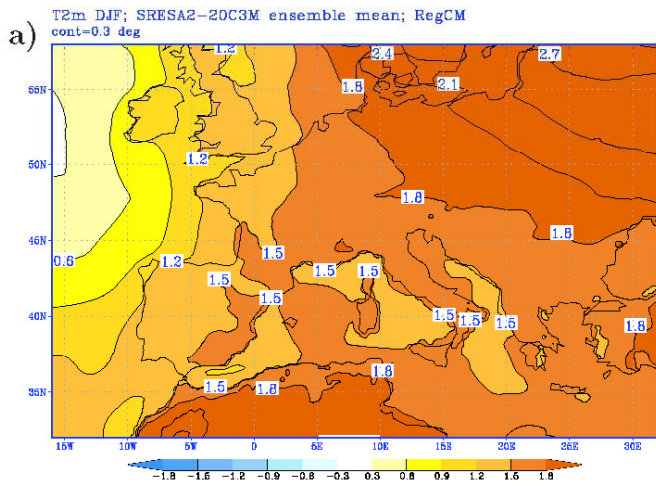 T2m DJF; SRESA2-20C3M ensemble mean; RegCM
cont=0.3 deg
a)
1.2 2.4 2.7
55N 1.8 2.1
50N 1.2
1.8
45N 1.8
0.6 1.2 1.5 1.5 1.5
1.5 1.5
40N 1.5 1.5 1.5 1.8
35N 1.5 1.8 1.8
15W 10W 5W 0 5E 10E 15E 20E 25E 30E
-1.8 -1.5 -1.2 -0.9 -0.6 -0.3 0.3 0.6 0.9 1.2 1.5 1.8